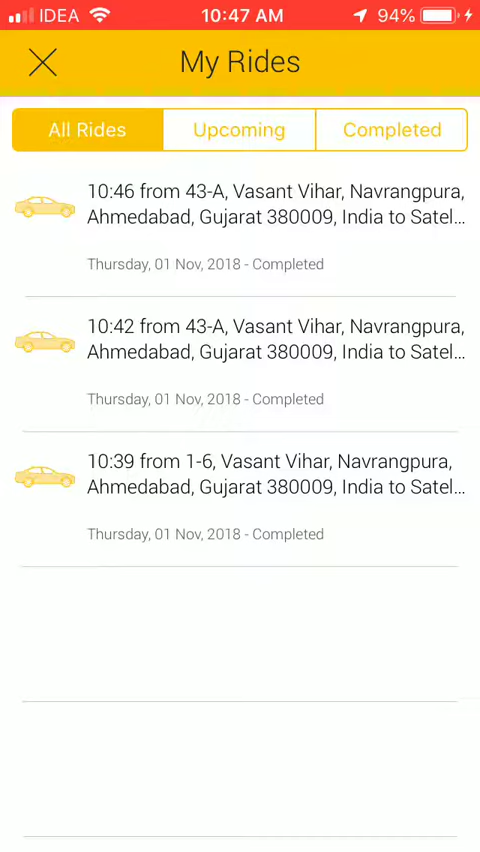 IDEA 10:47 AM 94%
My Rides
All Rides Upcoming Completed
10:46 from 43-A, Vasant Vihar, Navrangpura,
Ahmedabad, Gujarat 380009, India to Satel...
Thursday, 01 Nov, 2018 - Completed
10:42 from 43-A, Vasant Vihar, Navrangpura,
Ahmedabad, Gujarat 380009, India to Satel...
Thursday, 01 Nov, 2018 - Completed
10:39 from 1-6, Vasant Vihar, Navrangpura,
Ahmedabad, Gujarat 380009, India to Satel...
Thursday, 01 Nov, 2018 - Completed